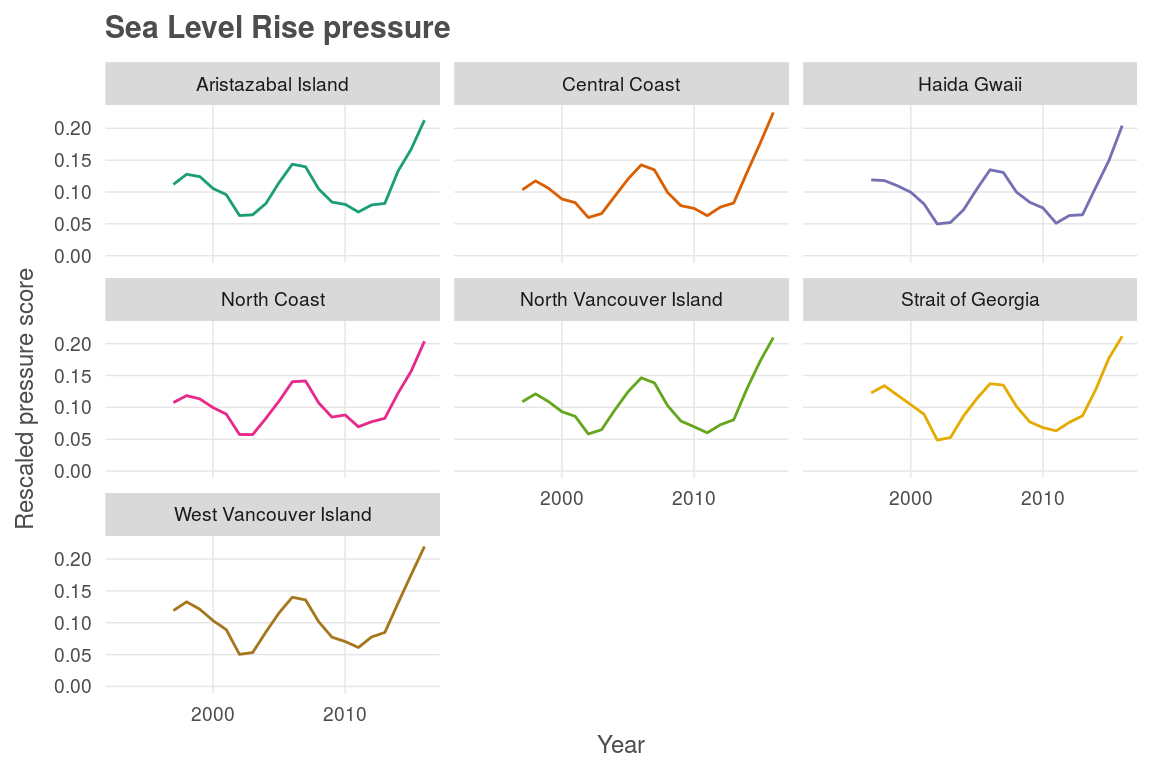 Sea Level Rise pressure
Aristazabal Island
Central Coast
Haida Gwaii
0.20
0.15
0.10
0.05
0.00
North Coast
North Vancouver Island
Strait of Georgia
0.20
0.15
0.10
0.05
0.00
2000
2010
2000
2010
West Vancouver Island
0.20
0.15
0.10
0.05
0.00
2000
2010
Rescaled pressure score
Year